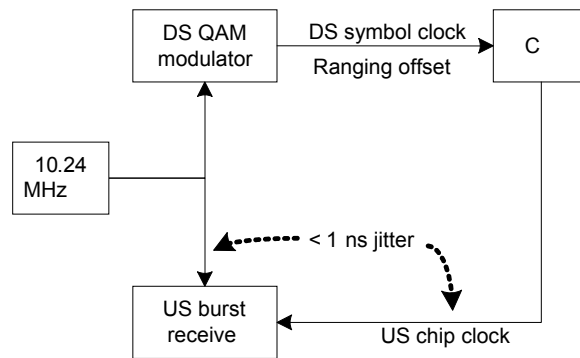 DS QAM
modulator
DS symbol clock
Ranging offset
C
10.24
MHz
< 1 ns jitter
US burst
receive
US chip clock